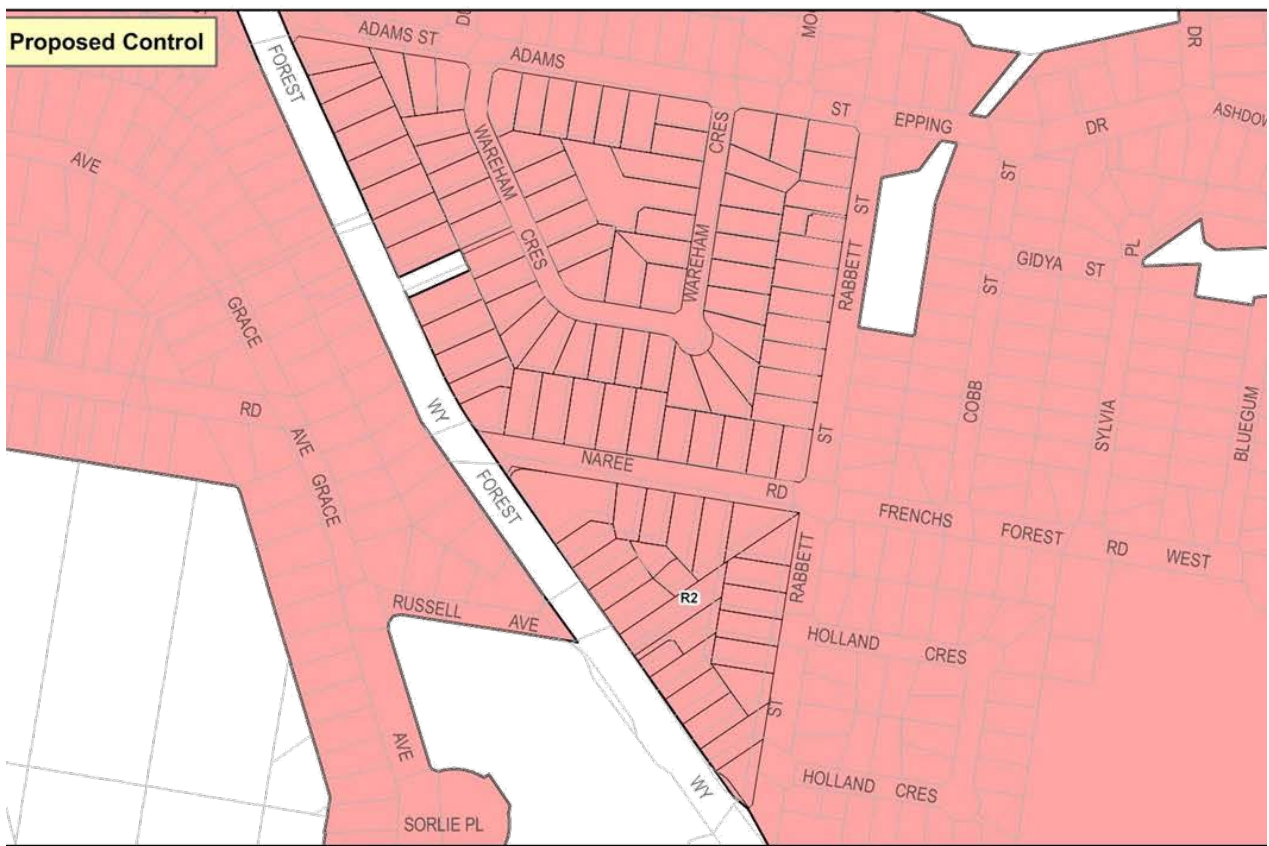 Proposed Control
ADAMS ST
ADAMS
ST
EPPING
DR
DR
FOREST
AVE
WAREHAM
CRES
CRES
WAREHAM
ST
RABBETT
ST
ST
GIDYA ST
PL
GRACE
RD
AVE
GRACE
WY
FOREST
NAREE
RD
ST
COBB
SYLVIA
BLUEGUM
FRENCHS FOREST RD WEST
RABBETT
R2
RUSSELL AVE
HOLLAND CRES
ST
AVE
WY
HOLLAND CRES
SORLIE PL